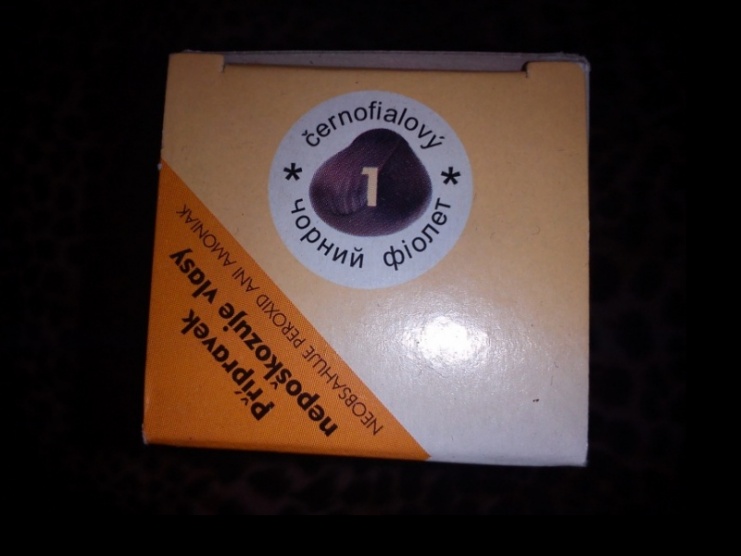 černofialový
* 1 *
чорний фіолет
Přípravek
nepoškozuje vlasy
NEOBSAHUJE PEROXID ANI AMONIAK